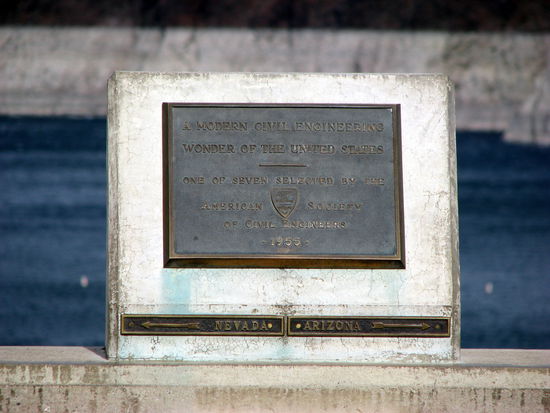 A MODERN CIVIL ENGINEERING
WONDER OF THE UNITED STATES
ONE OF SEVEN SELECTED BY THE
AMERICAN SOCIETY
OF CIVIL ENGINEERS
- 1955 -
NEVADA ARIZONA